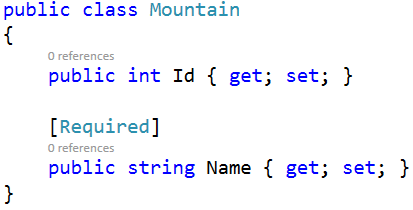 public class Mountain
{
0 references
public int Id { get; set; }
[Required]
0 references
public string Name { get; set; }
}